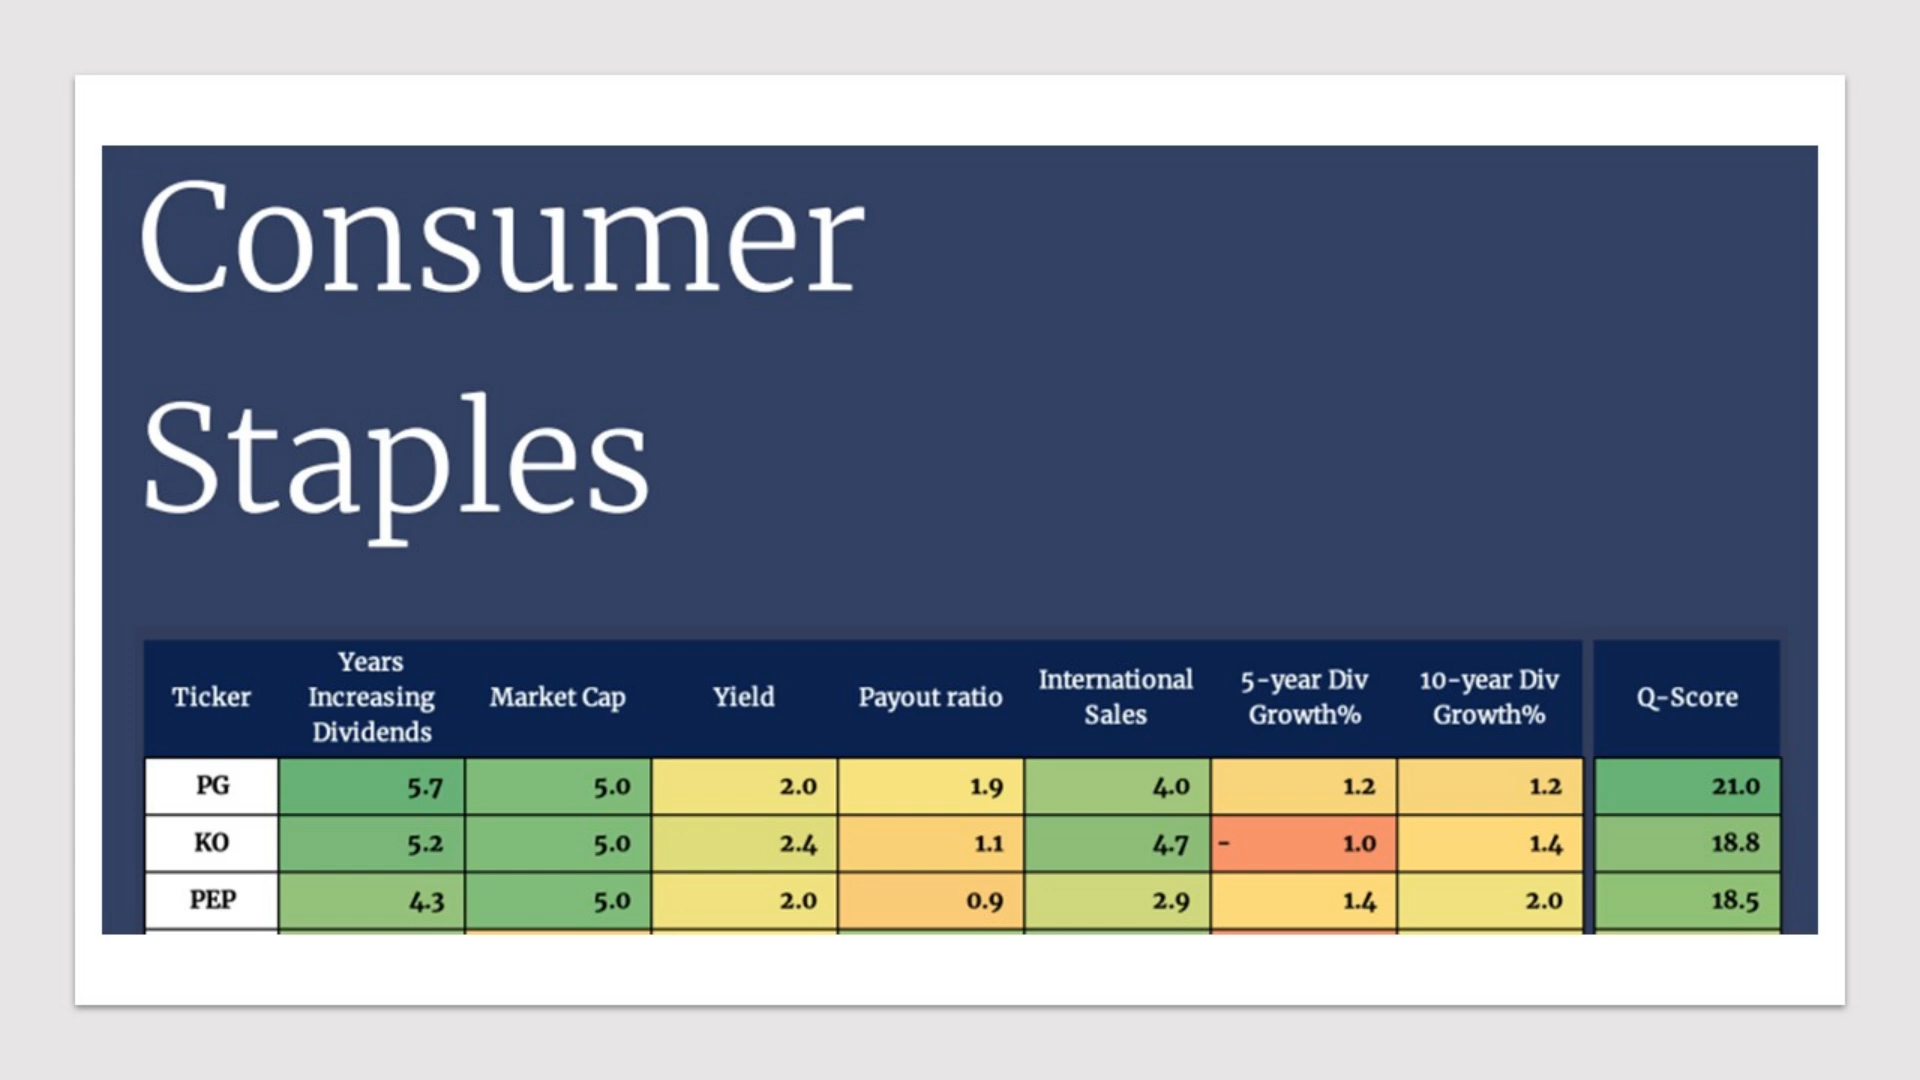 Consumer
Staples
Ticker Years Increasing Dividends Market Cap Yield Payout ratio International Sales 5-year Div Growth% 10-year Div Growth% Q-Score
PG 5.7 5.0 2.0 1.9 4.0 1.2 1.2 21.0
KO 5.2 5.0 2.4 1.1 4.7 - 1.0 1.4 18.8
PEP 4.3 5.0 2.0 0.9 2.9 1.4 2.0 18.5